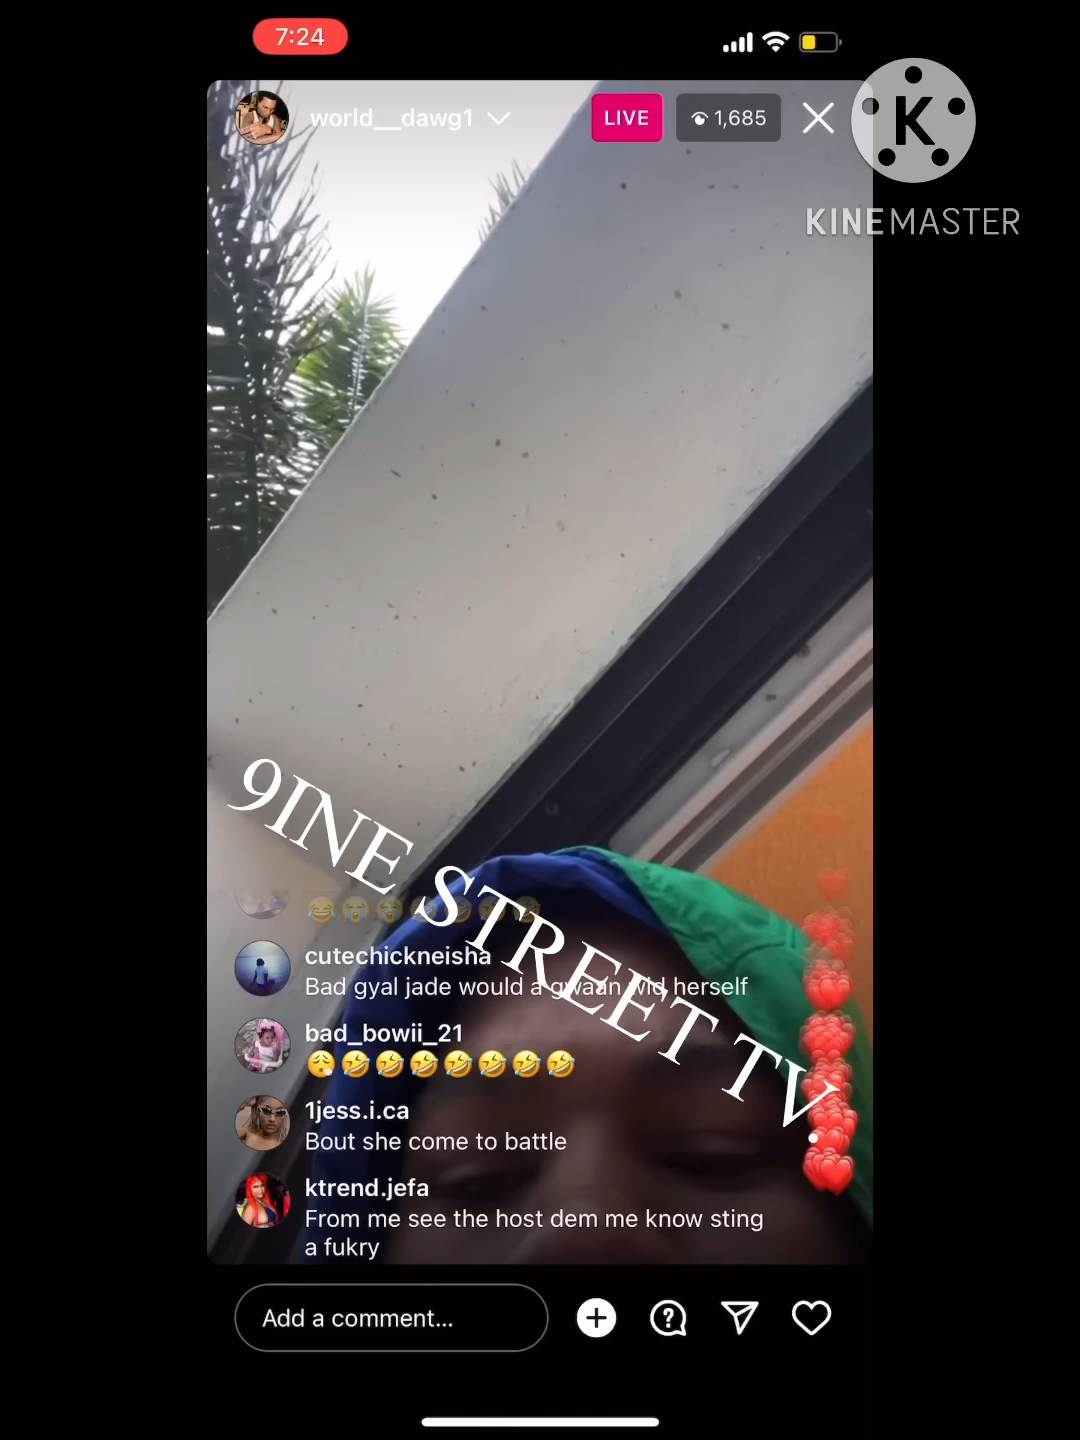 7:24
world__dawg1
LIVE
1,685
K
KINEMASTER
9INE STREET TV.
cutechickneisha
Bad gyal jade would a gwaan wid herself
bad_bowii_21
1jess.i.ca
Bout she come to battle
ktrend.jefa
From me see the host dem me know sting
a fukry
Add a comment...